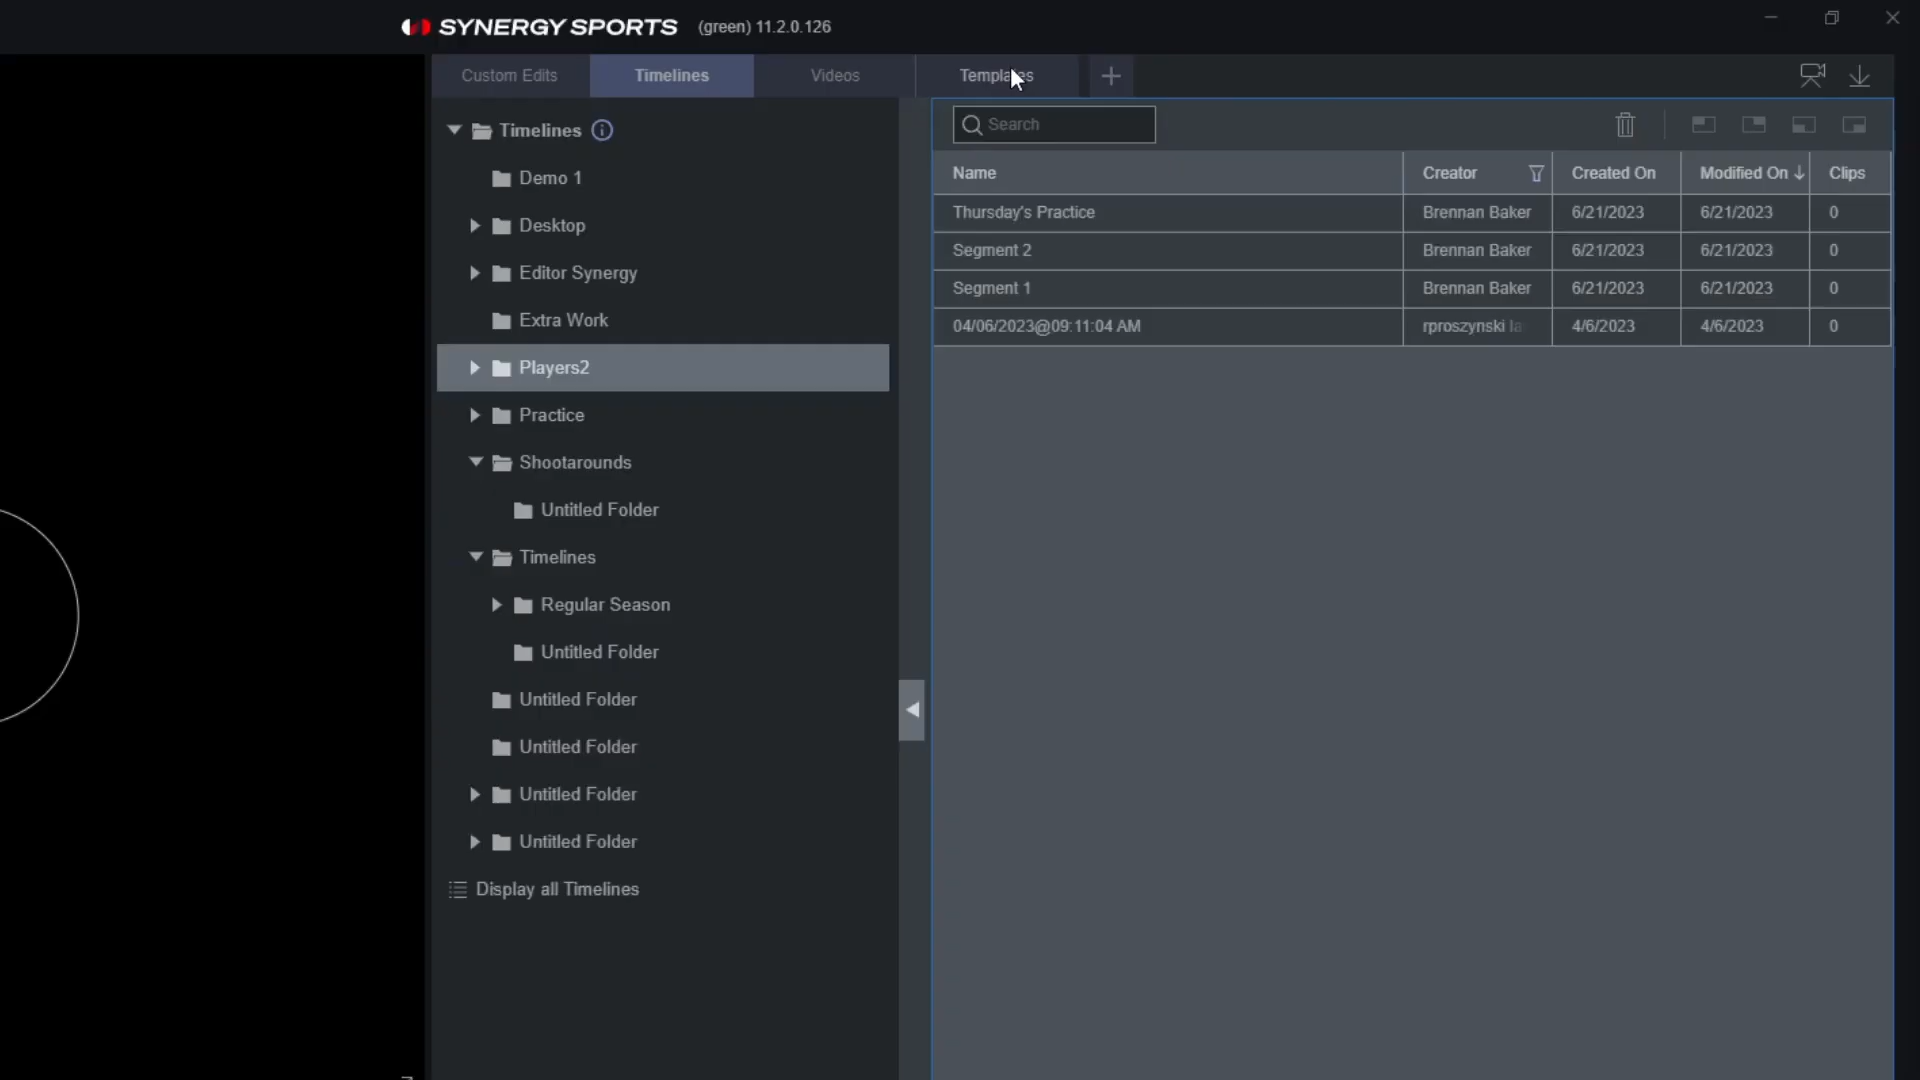 SYNERGY SPORTS (green) 11.2.0.126
Custom Edits Timelines Videos Templates
Timelines
Demo 1
Desktop
Editor Synergy
Extra Work
Players2
Practice
Shootarounds
Untitled Folder
Timelines
Regular Season
Untitled Folder
Untitled Folder
Untitled Folder
Untitled Folder
Untitled Folder
Display all Timelines
Search
Name Creator Created On Modified On Clips
Thursday's Practice Brennan Baker 6/21/2023 6/21/2023 0
Segment 2 Brennan Baker 6/21/2023 6/21/2023 0
Segment 1 Brennan Baker 6/21/2023 6/21/2023 0
04/06/2023@09:11:04 AM rproszynski 4/6/2023 4/6/2023 0